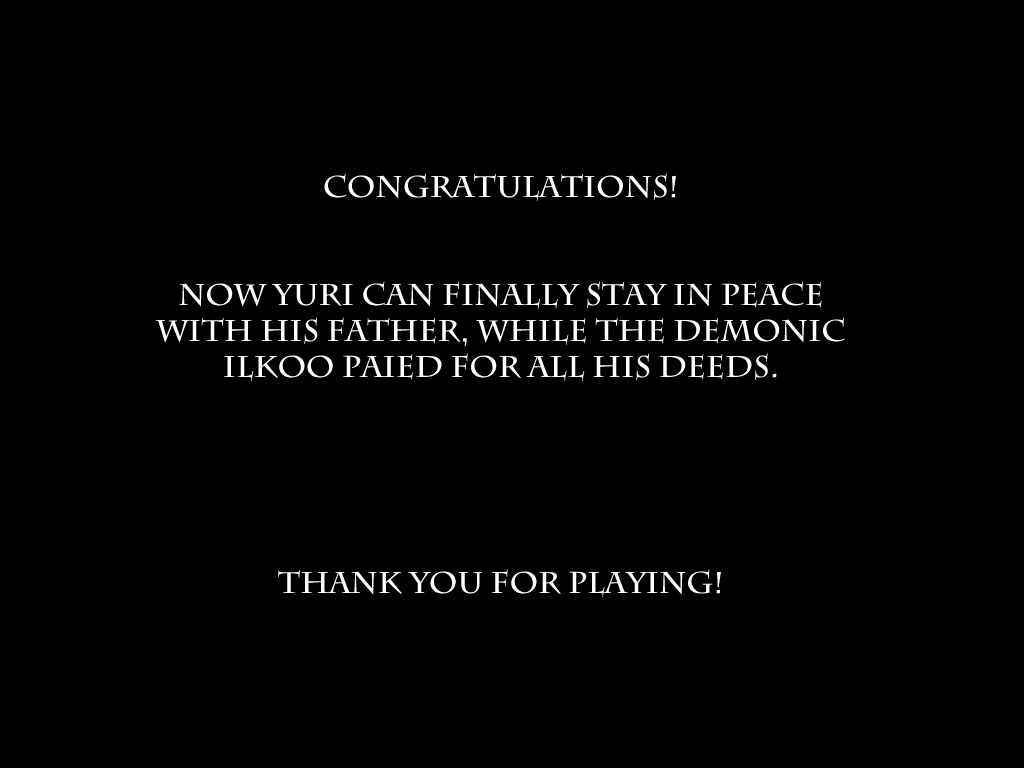 CONGRATULATIONS!
NOW YURI CAN FINALLY STAY IN PEACE
WITH HIS FATHER, WHILE THE DEMONIC
ILKOO PAIED FOR ALL HIS DEEDS.
THANK YOU FOR PLAYING!